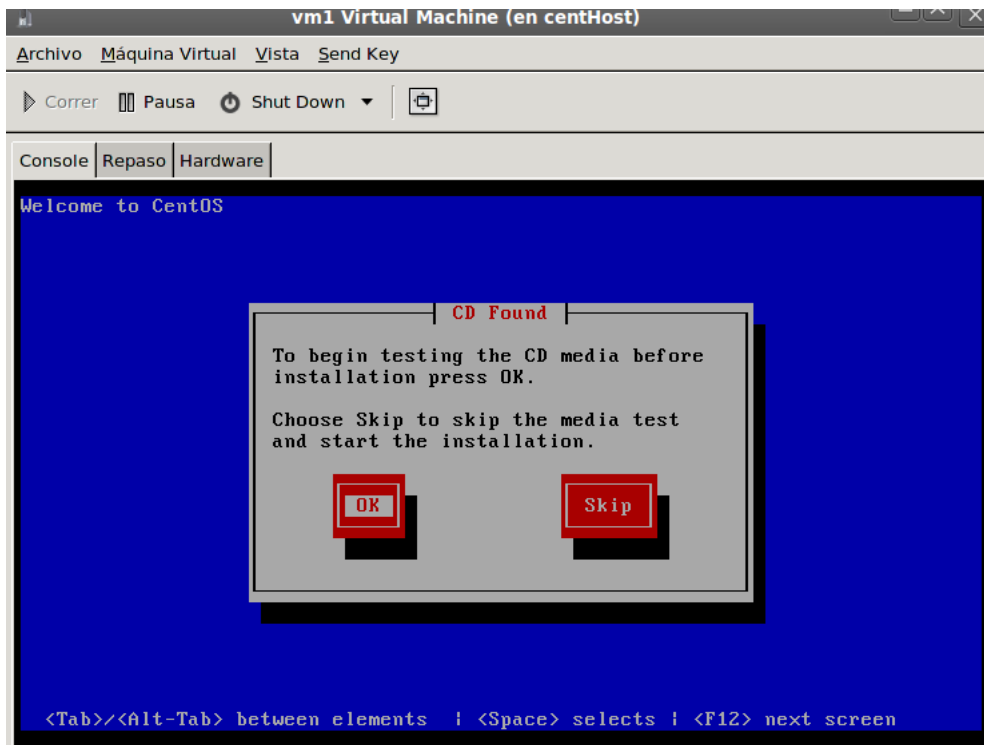 vm1 Virtual Machine (en centHost)
Archivo Máquina Virtual Vista Send Key
Correr Pausa Shut Down
Console Repaso Hardware
Welcome to CentOS
CD Found
To begin testing the CD media before
installation press OK.
Choose Skip to skip the media test
and start the installation.
OK Skip
<Tab>/<Alt-Tab> between elements | <Space> selects | <F12> next screen